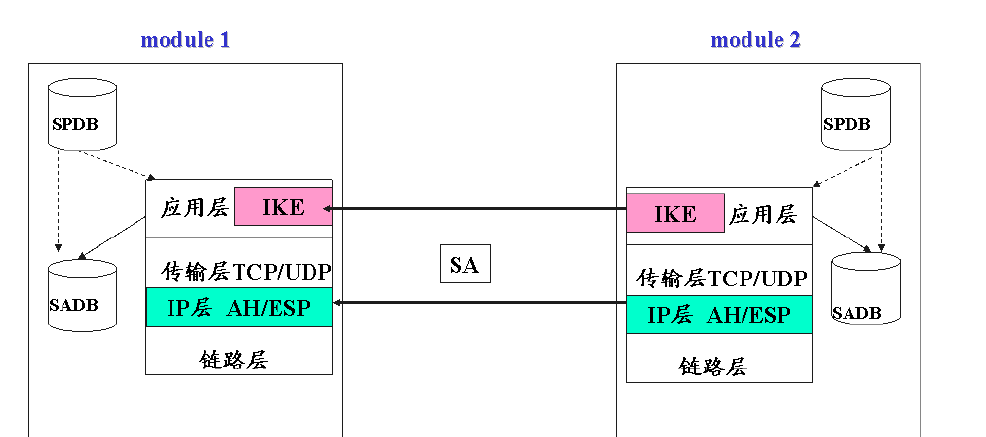 module 1
module 2
SPDB
SPDB
应用层 IKE
IKE 应用层
SA
传输层TCP/UDP
传输层TCP/UDP
SADB
IP层 AH/ESP
IP层 AH/ESP
SADB
链路层
链路层